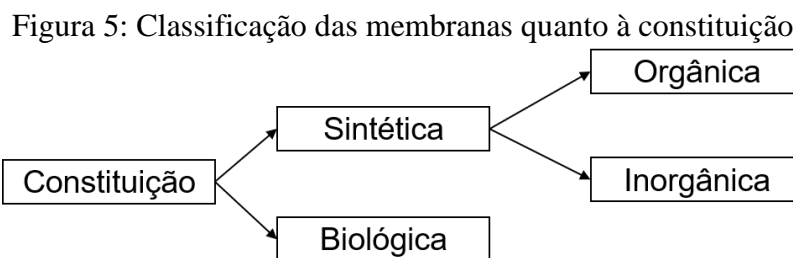 Figura 5: Classificação das membranas quanto à constituição
Orgânica
Sintética
Constituição
Inorgânica
Biológica